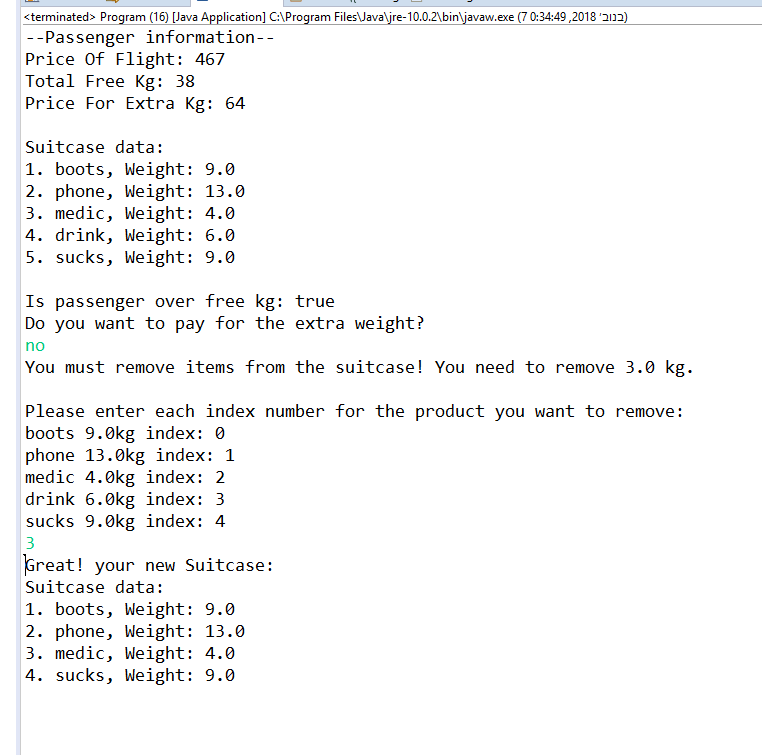 <terminated> Program (16) [Java Application] C:\Program Files\Java\jre-10.0.2\bin\javaw.exe (7 0:34:49 ,2018 בנוב׳)
--Passenger information--
Price Of Flight: 467
Total Free Kg: 38
Price For Extra Kg: 64
Suitcase data:
1. boots, Weight: 9.0
2. phone, Weight: 13.0
3. medic, Weight: 4.0
4. drink, Weight: 6.0
5. sucks, Weight: 9.0
Is passenger over free kg: true
Do you want to pay for the extra weight?
no
You must remove items from the suitcase! You need to remove 3.0 kg.
Please enter each index number for the product you want to remove:
boots 9.0kg index: 0
phone 13.0kg index: 1
medic 4.0kg index: 2
drink 6.0kg index: 3
sucks 9.0kg index: 4
3
Great! your new Suitcase:
Suitcase data:
1. boots, Weight: 9.0
2. phone, Weight: 13.0
3. medic, Weight: 4.0
4. sucks, Weight: 9.0